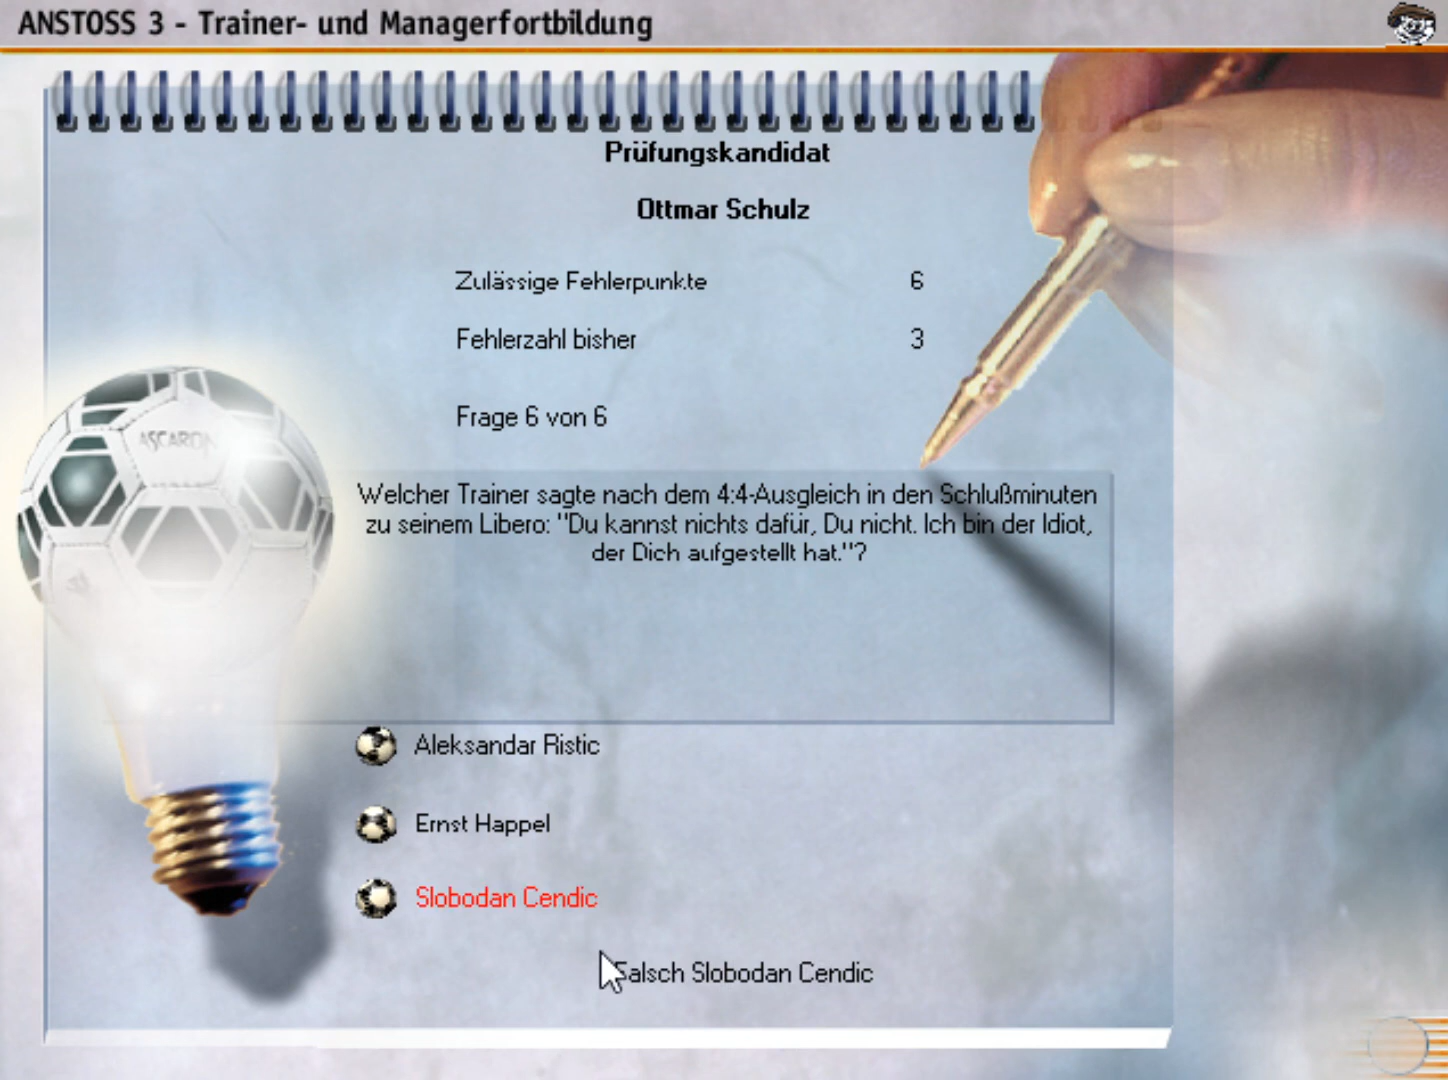 ANSTOSS 3 - Trainer- und Managerfortbildung
Prüfungskandidat
Ottmar Schulz
Zulässige Fehlerpunkte 6
Fehlerzahl bisher 3
Frage 6 von 6
ASCARON
Welcher Trainer sagte nach dem 4:4-Ausgleich in den Schlußminuten
zu seinem Libero: "Du kannst nichts dafür, Du nicht. Ich bin der Idiot,
der Dich aufgestellt hat."?
Aleksandar Ristic
Ernst Happel
Slobodan Cendic
Falsch Slobodan Cendic